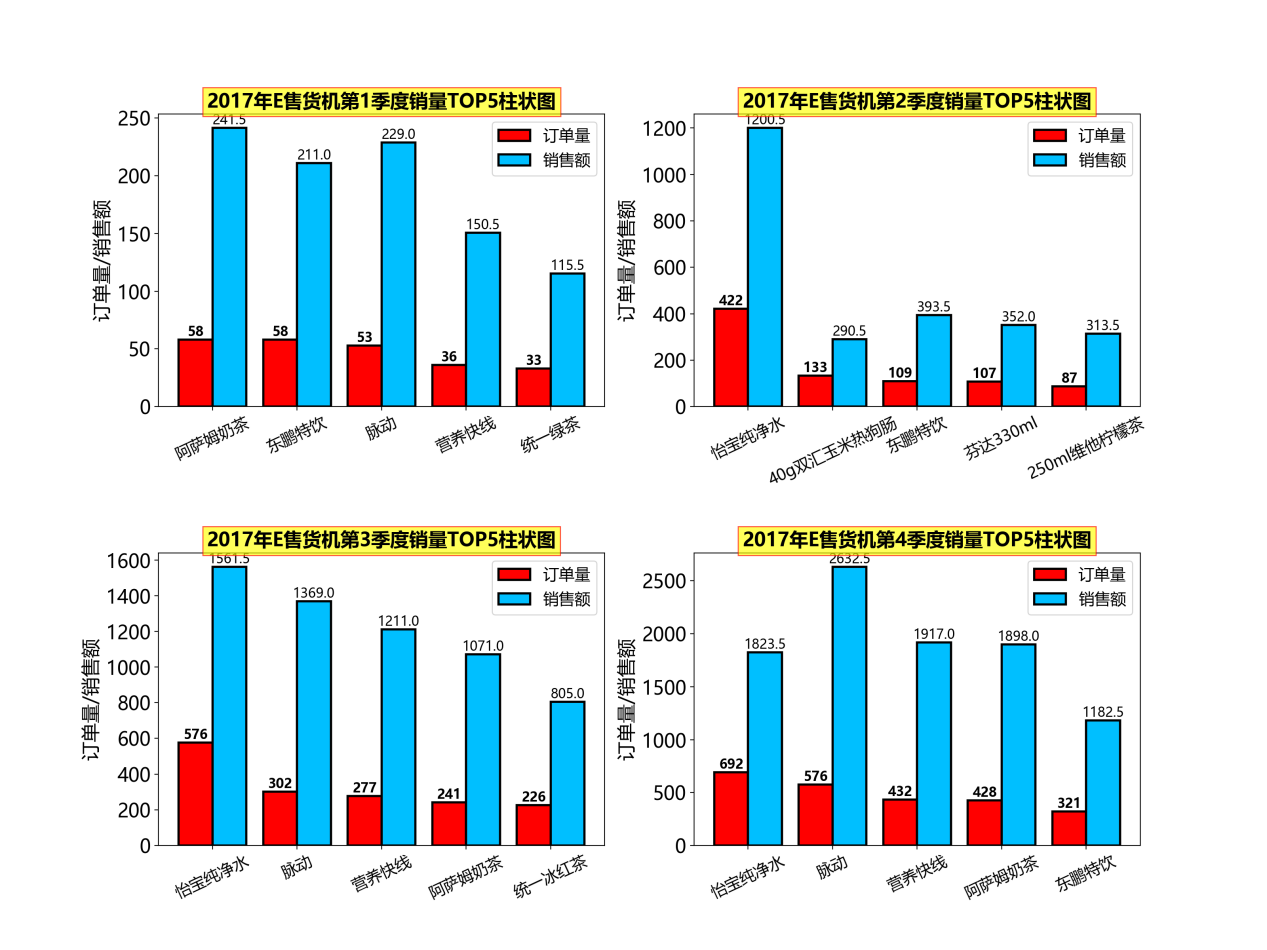 2017年E售货机第1季度销量TOP5柱状图
订单量/销售额
250
200
150
100
50
0
订单量
销售额
241.5
211.0
229.0
150.5
115.5
58
58
53
36
33
阿萨姆奶茶
东鹏特饮
脉动
营养快线
统一绿茶
2017年E售货机第2季度销量TOP5柱状图
订单量/销售额
1200
1000
800
600
400
200
0
订单量
销售额
1200.5
290.5
393.5
352.0
313.5
422
133
109
107
87
怡宝纯净水
40g双汇玉米热狗肠
东鹏特饮
芬达330ml
250ml维他柠檬茶
2017年E售货机第3季度销量TOP5柱状图
订单量/销售额
1600
1400
1200
1000
800
600
400
200
0
订单量
销售额
1561.5
1369.0
1211.0
1071.0
805.0
576
302
277
241
226
怡宝纯净水
脉动
营养快线
阿萨姆奶茶
统一冰红茶
2017年E售货机第4季度销量TOP5柱状图
订单量/销售额
2500
2000
1500
1000
500
0
订单量
销售额
1823.5
2632.5
1917.0
1898.0
1182.5
692
576
432
428
321
怡宝纯净水
脉动
营养快线
阿萨姆奶茶
东鹏特饮